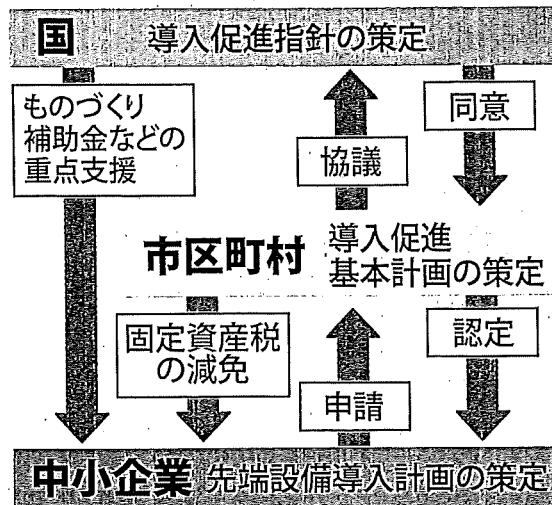 国 導入促進指針の策定
ものづくり
補助金などの
重点支援
協議
同意
市区町村 導入促進
基本計画の策定
固定資産税
の減免
申請
認定
中小企業 先端設備導入計画の策定